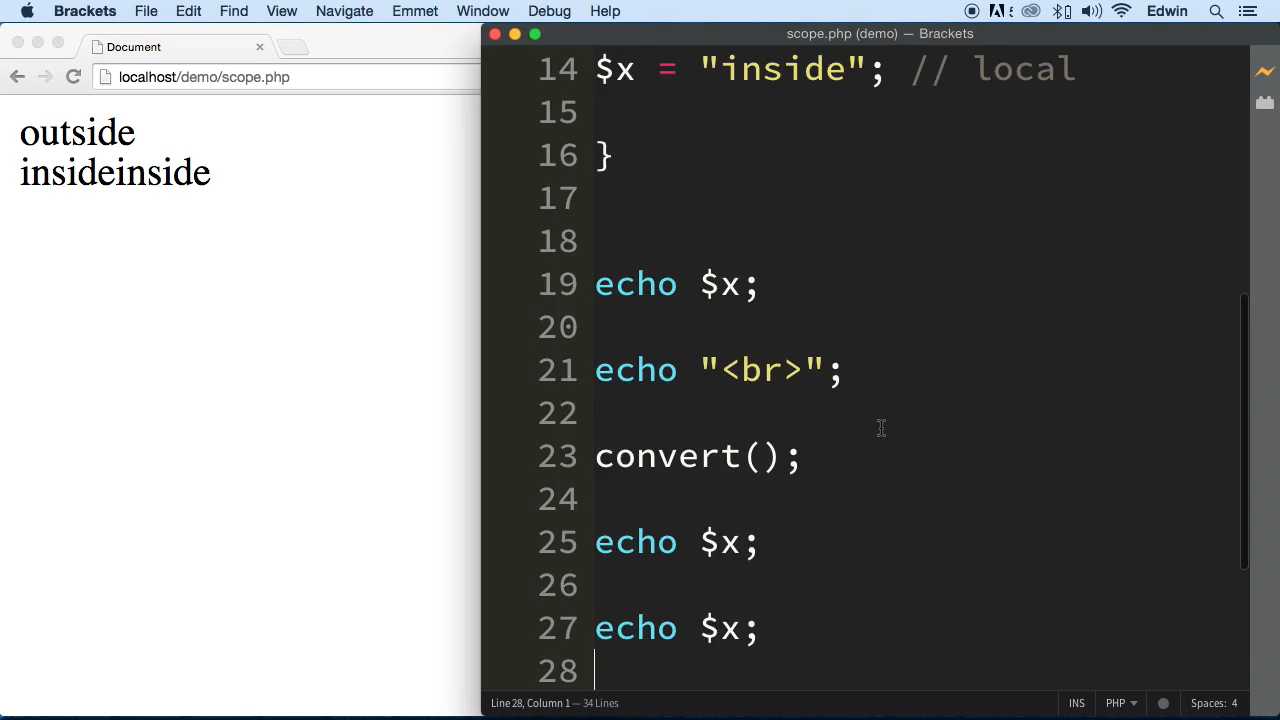 Brackets File Edit Find View Navigate Emmet Window Debug Help 5 Edwin
Document
localhost/demo/scope.php
outside
insideinside
scope.php (demo) — Brackets
14 $x = "inside"; // local
15
16 }
17
18
19 echo $x;
20
21 echo "<br>";
22
23 convert();
24
25 echo $x;
26
27 echo $x;
28
Line 28, Column 1 — 34 Lines INS PHP Spaces: 4